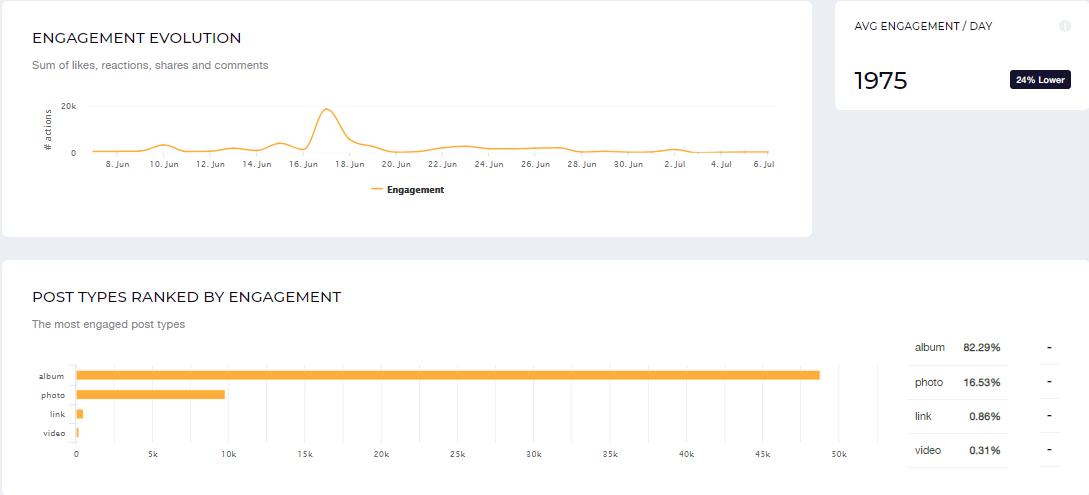 ENGAGEMENT EVOLUTION
Sum of likes, reactions, shares and comments
# actions
20k
0
8. Jun 10. Jun 12. Jun 14. Jun 16. Jun 18. Jun 20. Jun 22. Jun 24. Jun 26. Jun 28. Jun 30. Jun 2. Jul 4. Jul 6. Jul
Engagement
AVG ENGAGEMENT / DAY
1975 24% Lower
POST TYPES RANKED BY ENGAGEMENT
The most engaged post types
album
photo
link
video
0 5k 10k 15k 20k 25k 30k 35k 40k 45k 50k
album 82.29% -
photo 16.53% -
link 0.86% -
video 0.31% -